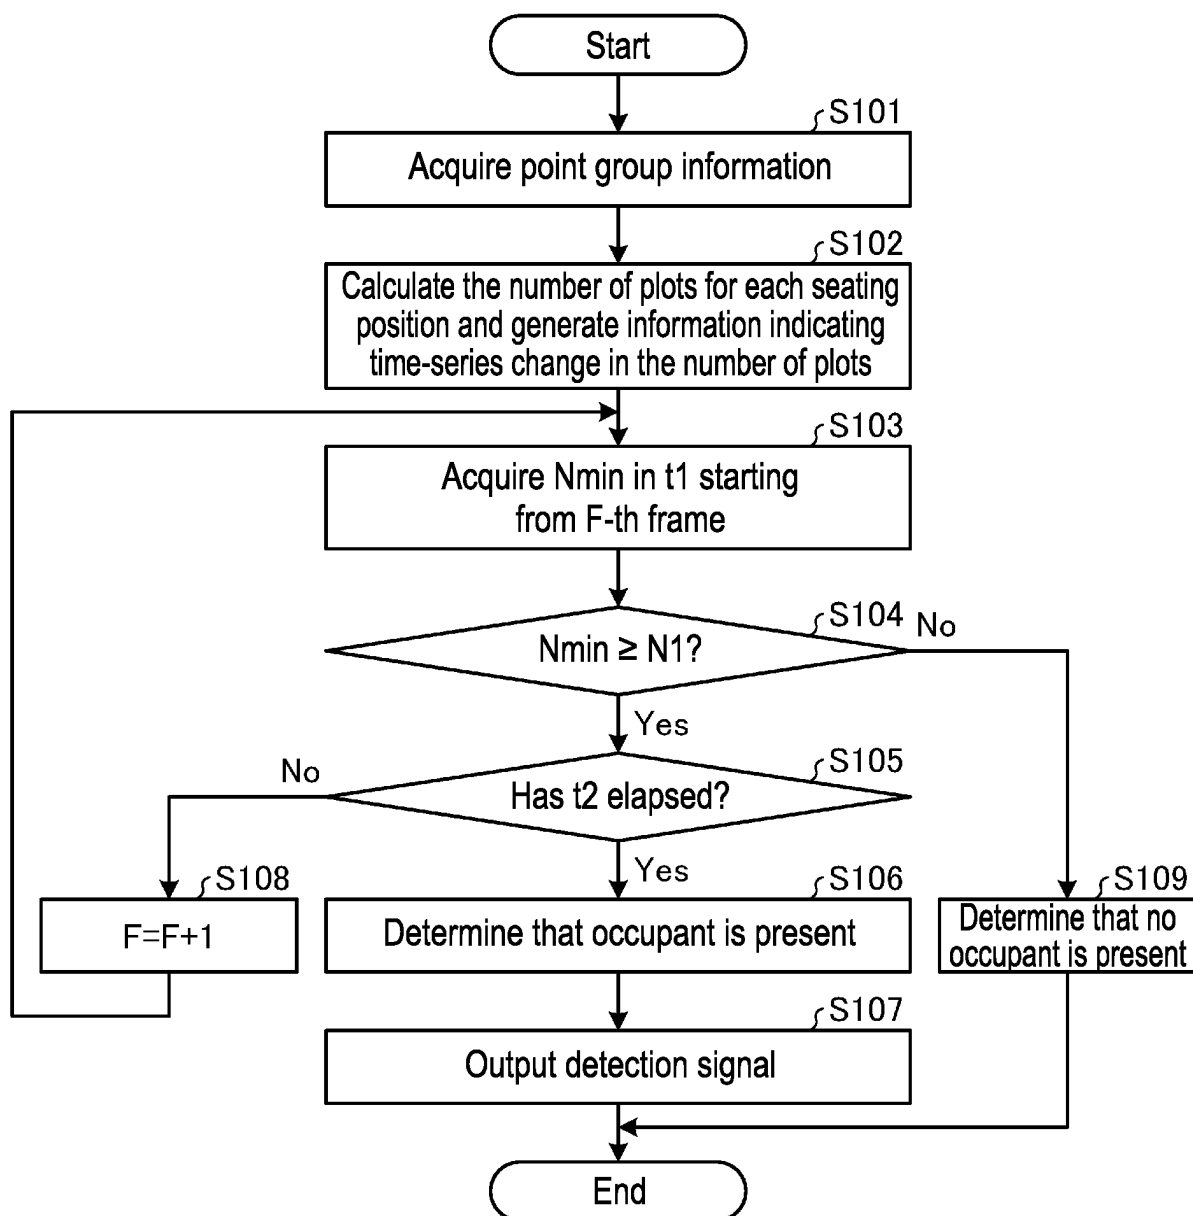 Start
S101
Acquire point group information
S102
Calculate the number of plots for each seating
position and generate information indicating
time-series change in the number of plots
S103
Acquire Nmin in t1 starting
from F-th frame
S104
Nmin ≥ N1?
No
Yes
S105
Has t2 elapsed?
No
Yes
S108
F=F+1
S106
Determine that occupant is present
S109
Determine that no
occupant is present
S107
Output detection signal
End